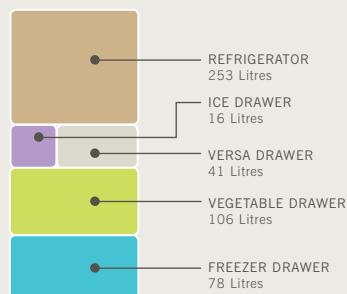 REFRIGERATOR
253 Litres
ICE DRAWER
16 Litres
VERSA DRAWER
41 Litres
VEGETABLE DRAWER
106 Litres
FREEZER DRAWER
78 Litres